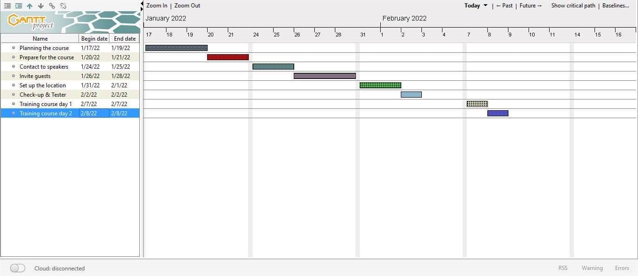 Zoom In | Zoom Out
Today ▾ | ← Past | Future → Show critical path | Baselines...
GANTT
project
January 2022
February 2022
Name Begin date End date
17 18 19 20 21 24 25 26 27 28 31 1 2 3 4 7 8 9 10 11 14 15 16
Planning the course 1/17/22 1/19/22
Prepare for the course 1/20/22 1/21/22
Contact to speakers 1/24/22 1/25/22
Invite guests 1/26/22 1/28/22
Set up the location 1/31/22 2/1/22
Check-up & Tester 2/2/22 2/2/22
Training course day 1 2/7/22 2/7/22
Training course day 2 2/8/22 2/8/22
Cloud: disconnected
RSS Warning Errors